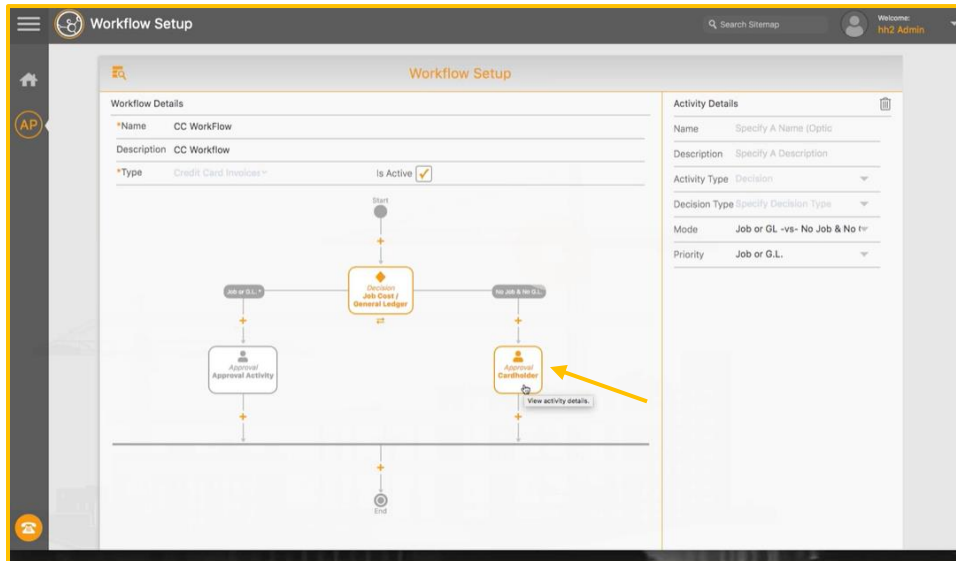 Workflow Setup
Search Sitemap
Welcome:
hh2 Admin
AP
Workflow Setup
Workflow Details
*Name CC WorkFlow
Description CC Workflow
*Type Credit Card Invoices
Is Active
Start
Decision
Job Cost /
General Ledger
Job or G.L. *
No Job & No G.L.
Approval
Approval Activity
Approval
Cardholder
View activity details.
End
Activity Details
Name Specify A Name (Optic
Description Specify A Description
Activity Type Decision
Decision Type Specify Decision Type
Mode Job or GL -vs- No Job & No
Priority Job or G.L.